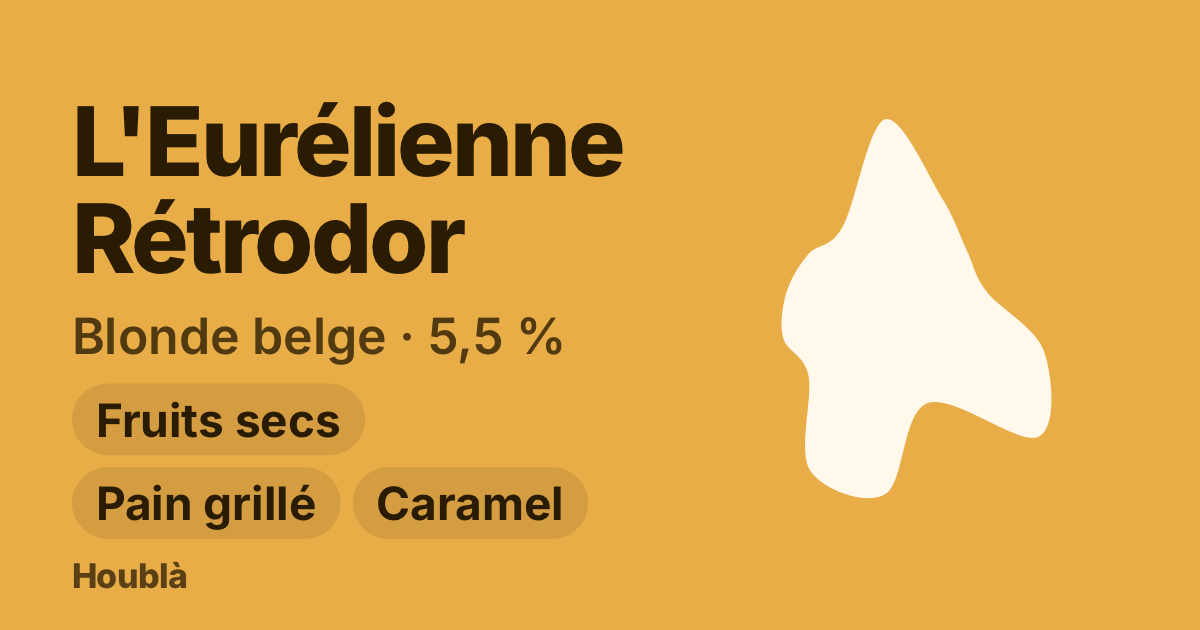 L'Eurélienne
Rétrodor
Blonde belge · 5,5 %
Fruits secs
Pain grillé Caramel
Houblà